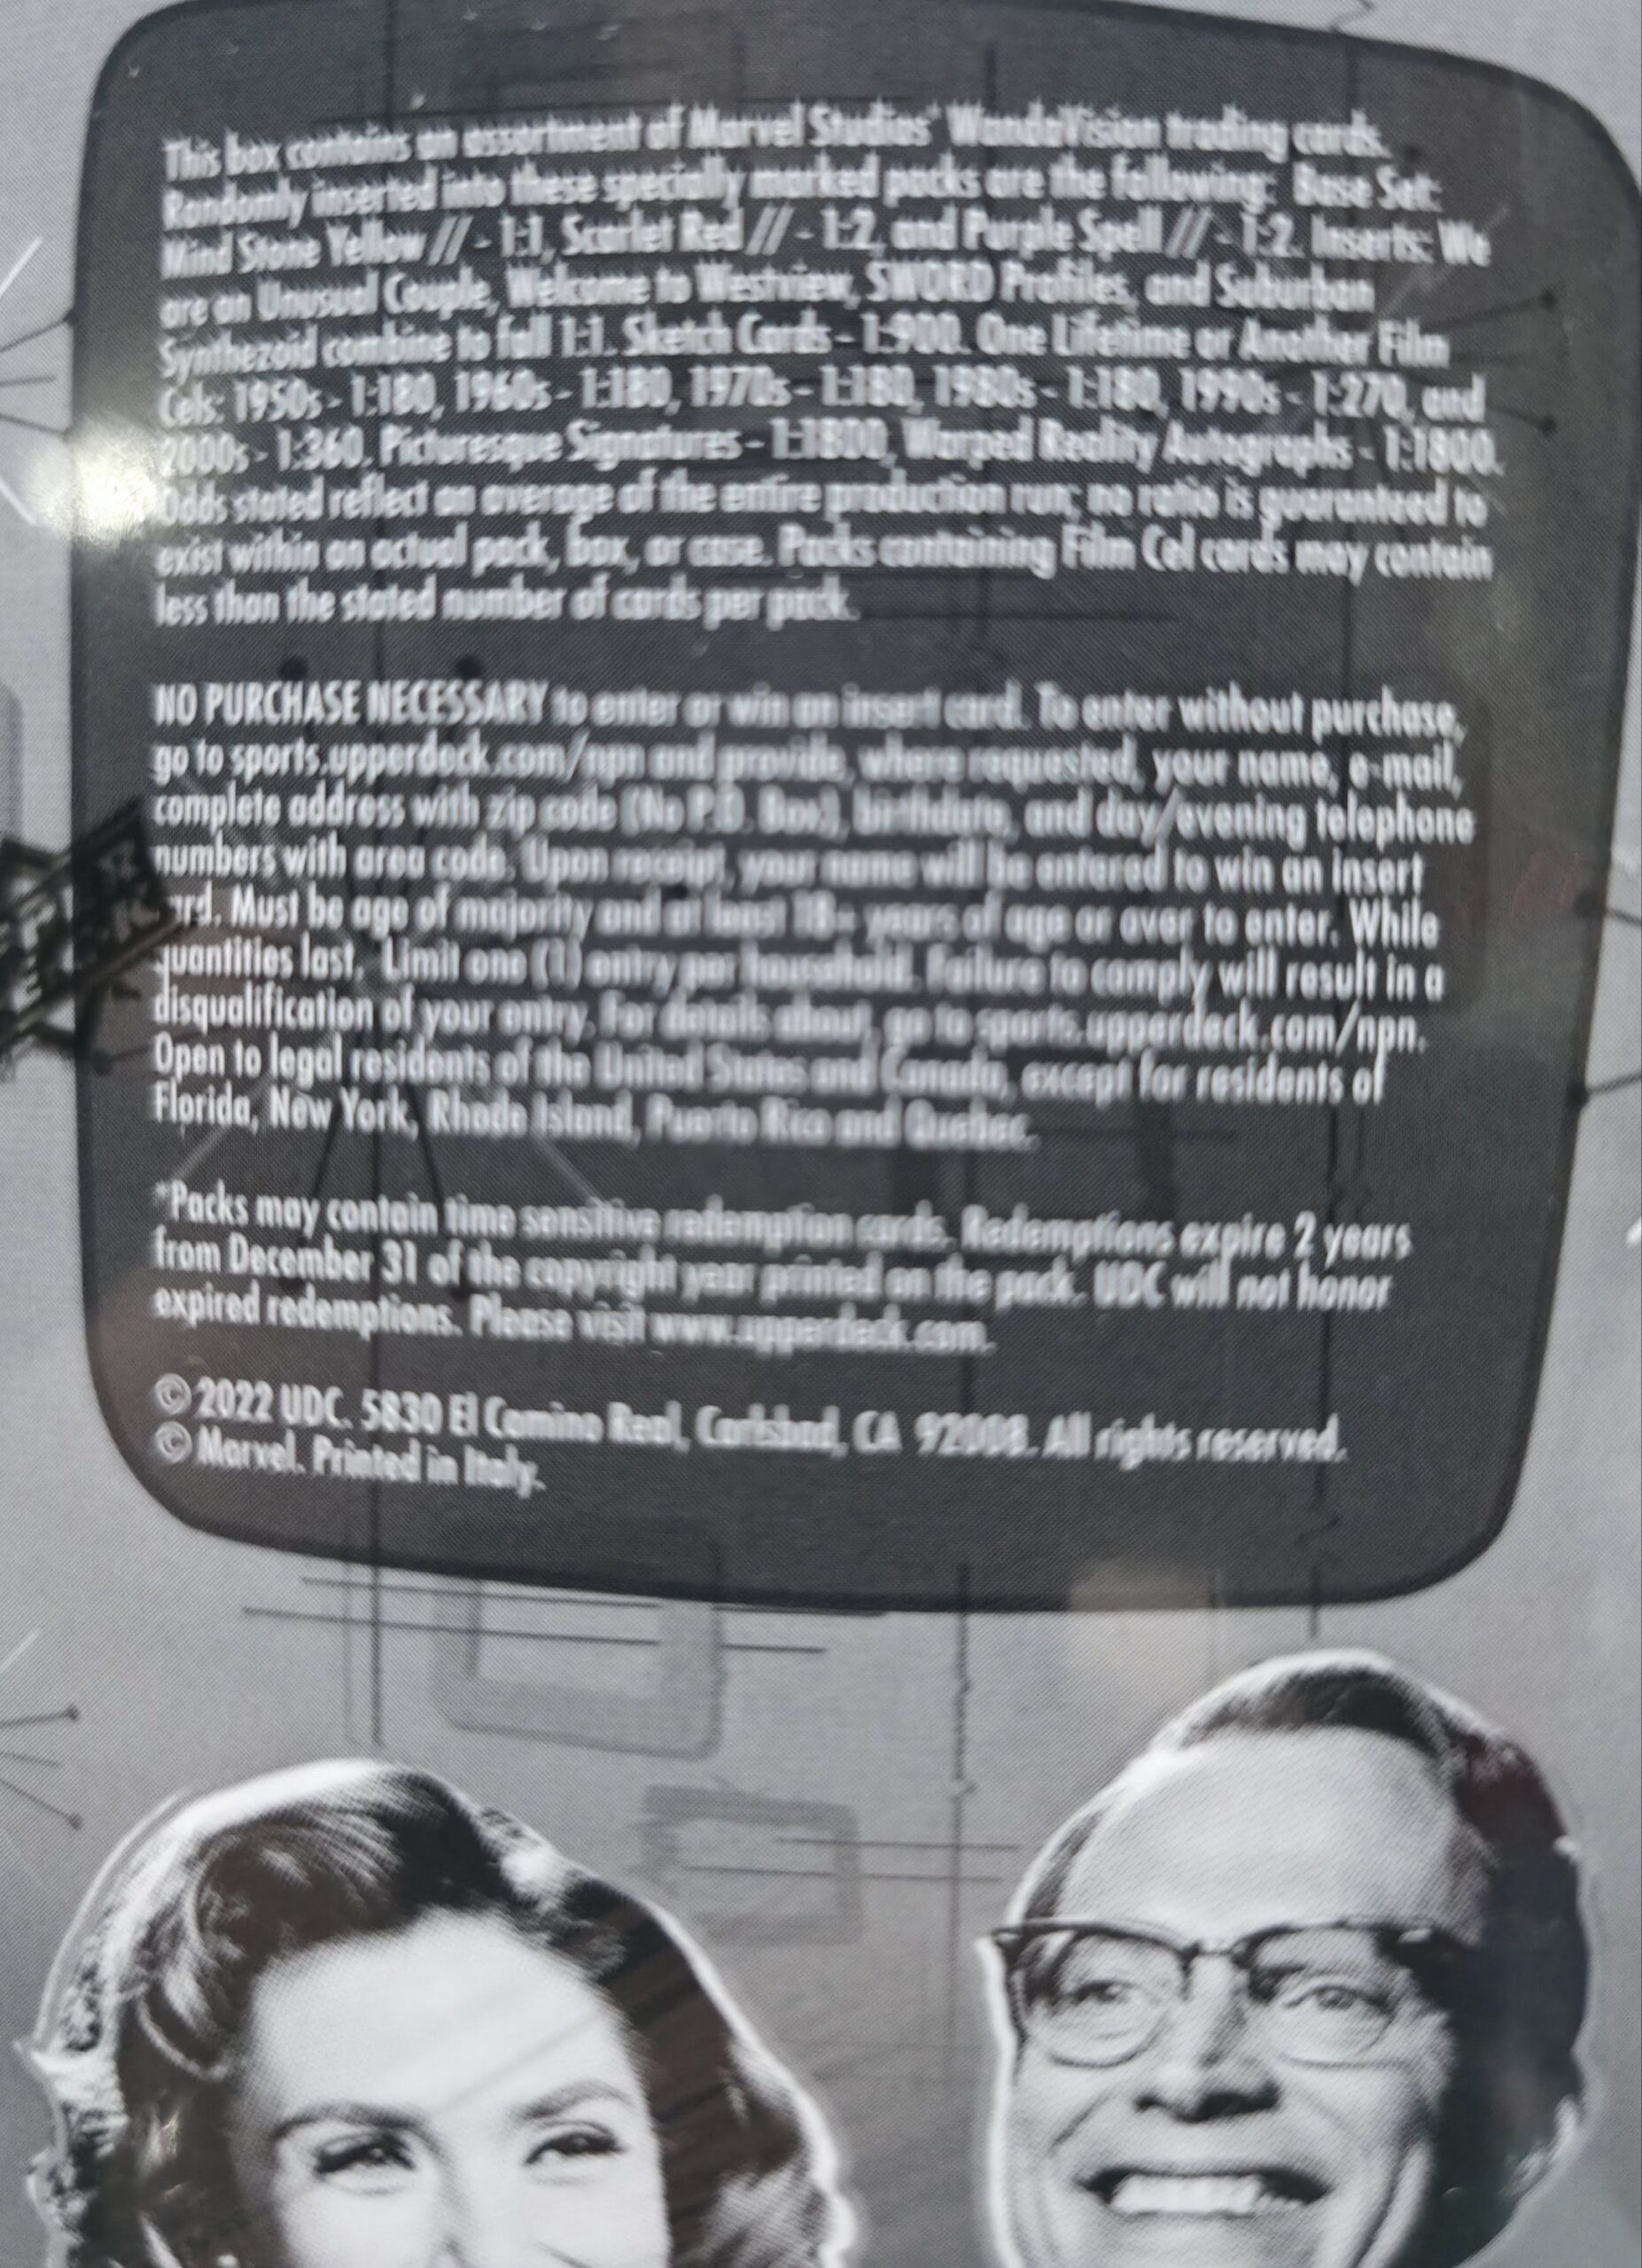 This box contains an assortment of Marvel Studios' WandaVision trading cards.
Randomly inserted into these specially marked packs are the following: Base Set:
Mind Stone Yellow // - 1:1, Scarlet Red // - 1:2, and Purple Spell // - 1:2. Inserts: We
are an Unusual Couple, Welcome to Westview, SWORD Profiles, and Suburban
Synthezoid combine to fall 1:1. Sketch Cards - 1:900. One Lifetime or Another Film
Cels: 1950s - 1:180, 1960s - 1:180, 1970s - 1:180, 1980s - 1:180, 1990s - 1:270, and
2000s - 1:360, Picturesque Signatures - 1:1800, Warped Reality Autographs - 1:1800.
Odds stated reflect an average of the entire production run; no ratio is guaranteed to
exist within an actual pack, box, or case. Packs containing Film Cel cards may contain
less than the stated number of cards per pack.
NO PURCHASE NECESSARY to enter or win an insert card. To enter without purchase,
go to sports.upperdeck.com/npn and provide, where requested, your name, e-mail,
complete address with zip code (No P.O. Box), birthdate, and day/evening telephone
numbers with area code. Upon receipt, your name will be entered to win an insert
ard. Must be age of majority and at least 18+ years of age or over to enter. While
quantities last. Limit one (1) entry per household. Failure to comply will result in a
disqualification of your entry. For details about, go to sports.upperdeck.com/npn.
Open to legal residents of the United States and Canada, except for residents of
Florida, New York, Rhode Island, Puerto Rico and Quebec.
*Packs may contain time sensitive redemption cards. Redemptions expire 2 years
from December 31 of the copyright year printed on the pack. UDC will not honor
expired redemptions. Please visit www.upperdeck.com.
© 2022 UDC. 5830 El Camino Real, Carlsbad, CA 92008. All rights reserved.
© Marvel. Printed in Italy.